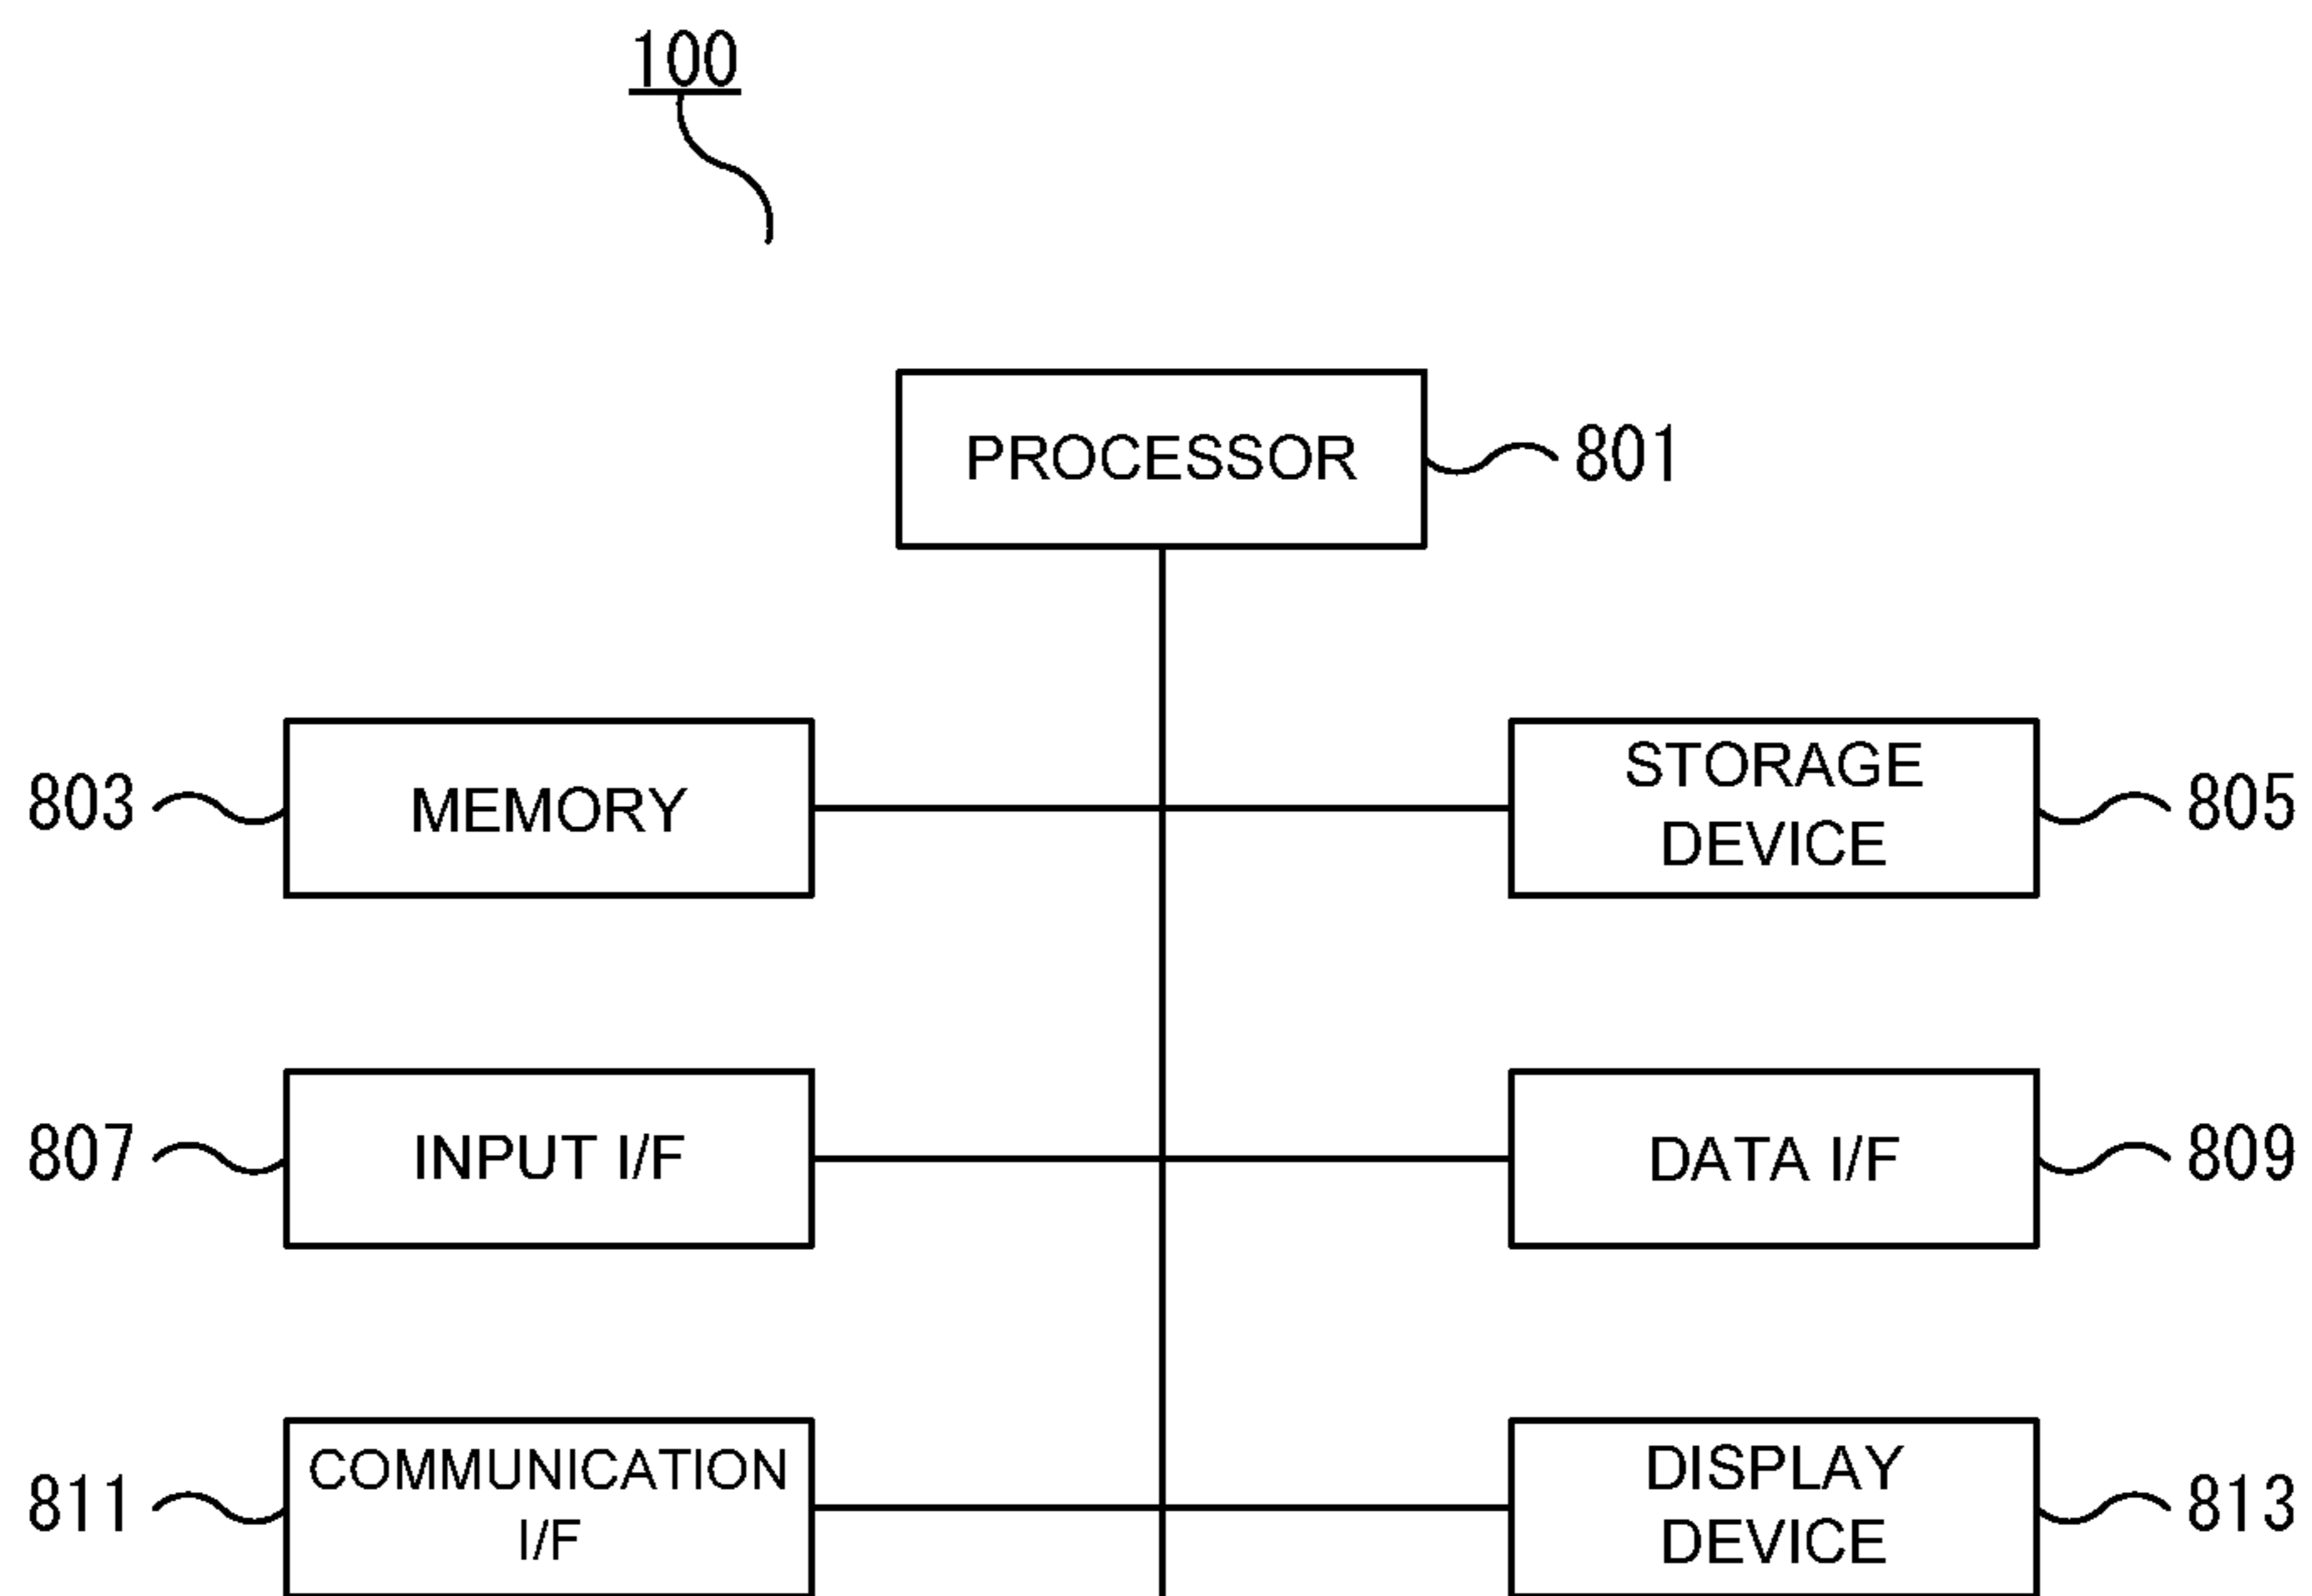 100
PROCESSOR
801
803
MEMORY
STORAGE
DEVICE
805
807
INPUT I/F
DATA I/F
809
811
COMMUNICATION
I/F
DISPLAY
DEVICE
813